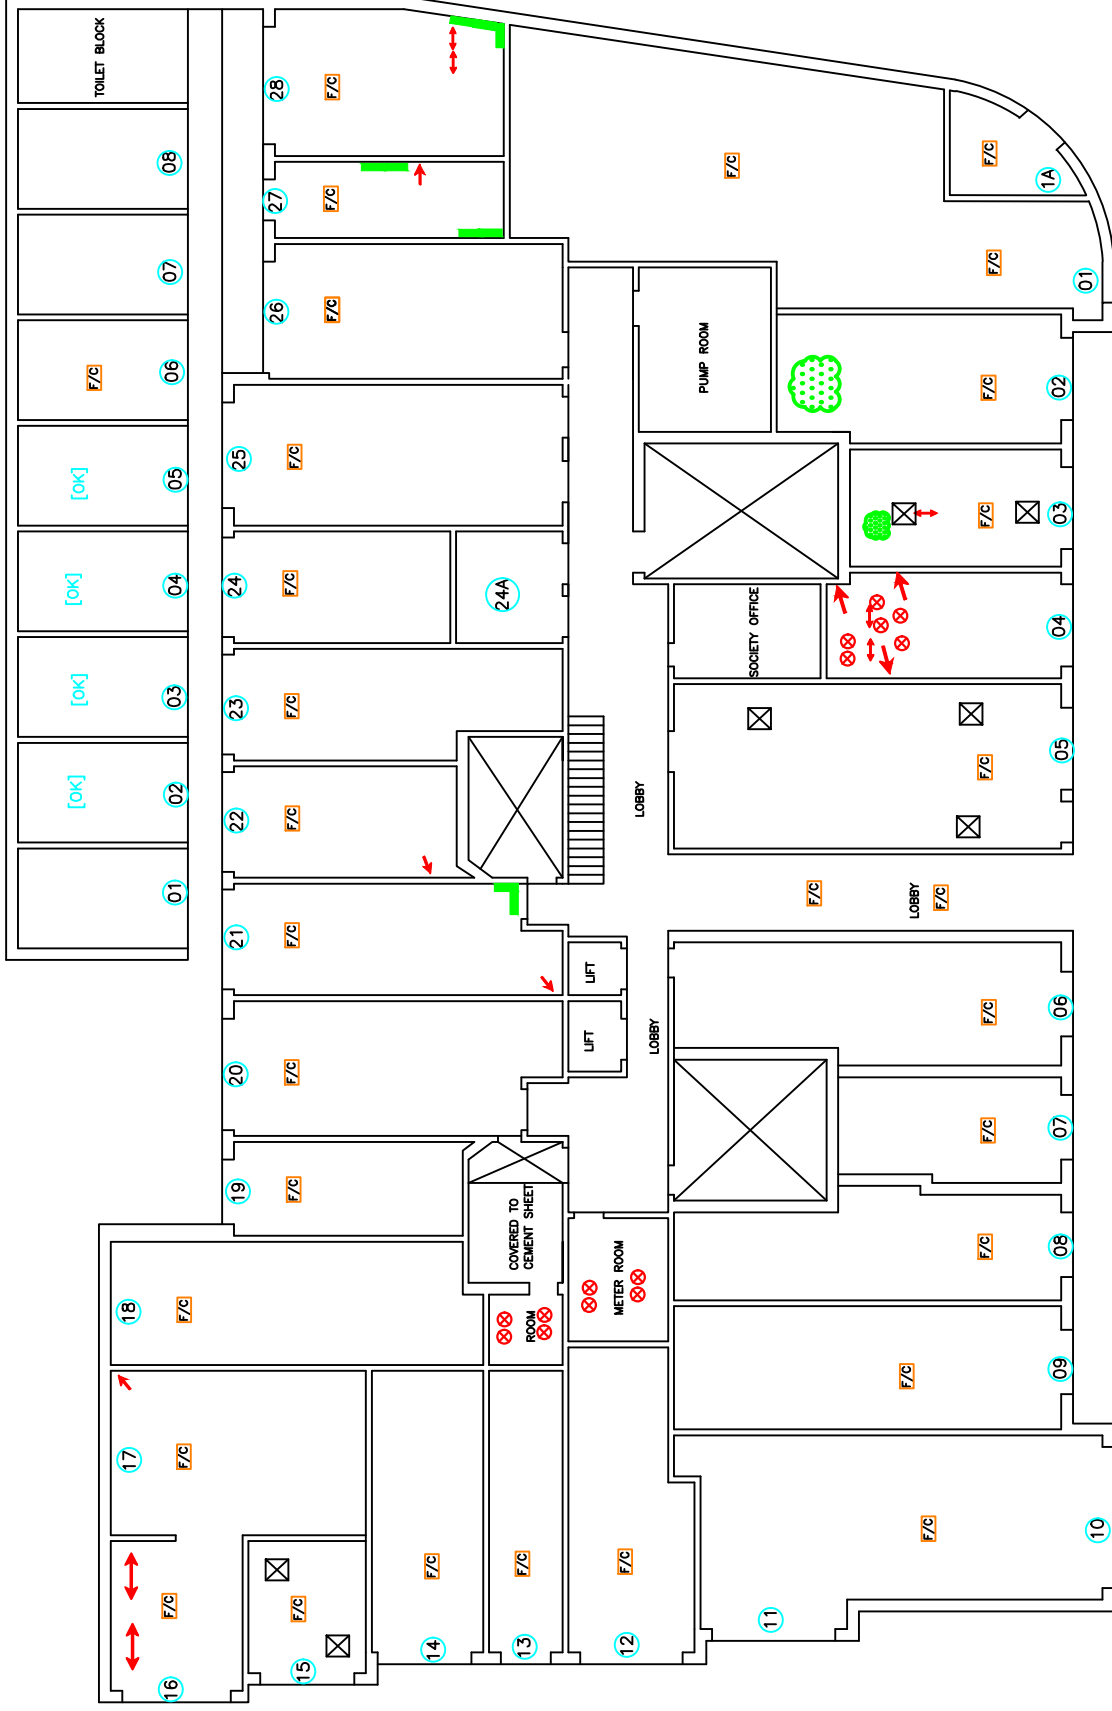 TOILET BLOCK
08
07
F/C
06
[OK]
05
[OK]
04
[OK]
03
[OK]
02
01
28
F/C
27
F/C
26
F/C
25
F/C
24
F/C
24A
23
F/C
22
F/C
21
F/C
20
F/C
19
F/C
18
F/C
17
F/C
16
F/C
15
F/C
14
F/C
13
F/C
12
F/C
11
F/C
10
09
F/C
08
F/C
07
F/C
06
F/C
LOBBY
F/C
F/C
05
F/C
04
SOCIETY OFFICE
03
F/C
02
F/C
PUMP ROOM
01
F/C
F/C
1A
F/C
LOBBY
LOBBY
LIFT
LIFT
COVERED TO
CEMENT SHEET
ROOM
METER ROOM